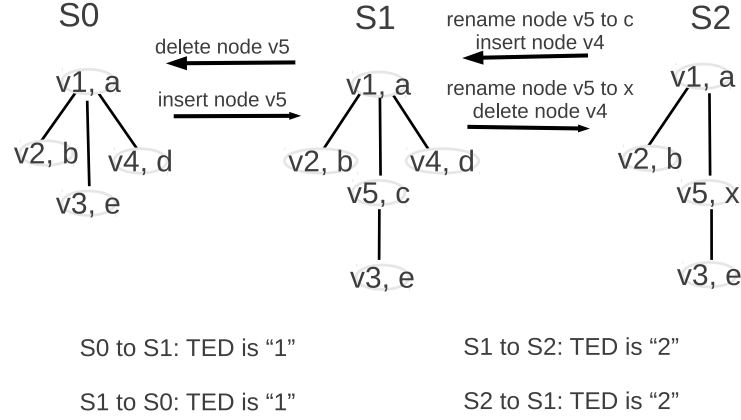 S0 S1 S2
rename node v5 to c
delete node v5 insert node v4
v1, a v1, a v1, a
insert node v5 rename node v5 to x
delete node v4
v2, b v4, d v2, b v4, d v2, b
v3, e v5, c v5, x
v3, e v3, e
S0 to S1: TED is “1” S1 to S2: TED is “2”
S1 to S0: TED is “1” S2 to S1: TED is “2”